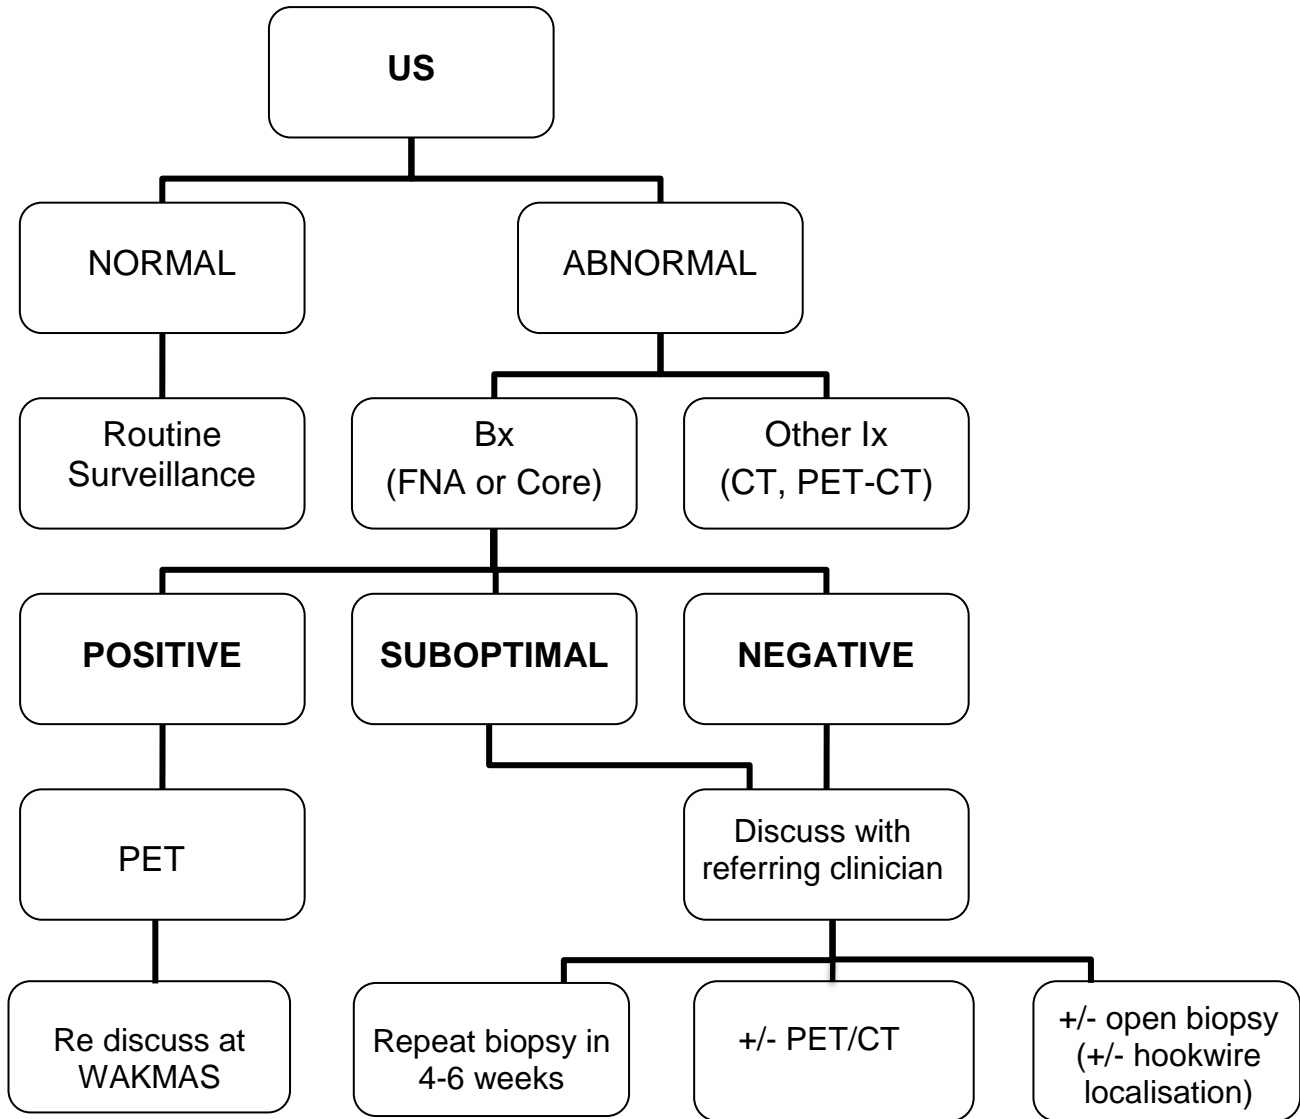 US
NORMAL
ABNORMAL
Routine
Surveillance
Bx
(FNA or Core)
Other Ix
(CT, PET-CT)
POSITIVE
SUBOPTIMAL
NEGATIVE
PET
Discuss with
referring clinician
Re discuss at
WAKMAS
Repeat biopsy in
4-6 weeks
+/- PET/CT
+/- open biopsy
(+/- hookwire
localisation)